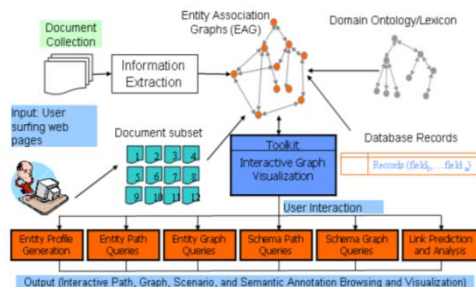 Document
Collection
Information
Extraction
Entity Association
Graphs (EAG)
Domain Ontology/Lexicon
Input: User
surfing web
pages
Document subset
1 2 3 4
5 6 7 8
9 10 11 12
Toolkit
Interactive Graph
Visualization
Database Records
Records (field
User Interaction
Entity Profile
Generation
Entity Path
Queries
Entity Graph
Queries
Schema Path
Queries
Schema Graph
Queries
Link Prediction
and Analysis
Output (Interactive Path, Graph, Scenario, and Semantic Annotation Browsing and Visualization)